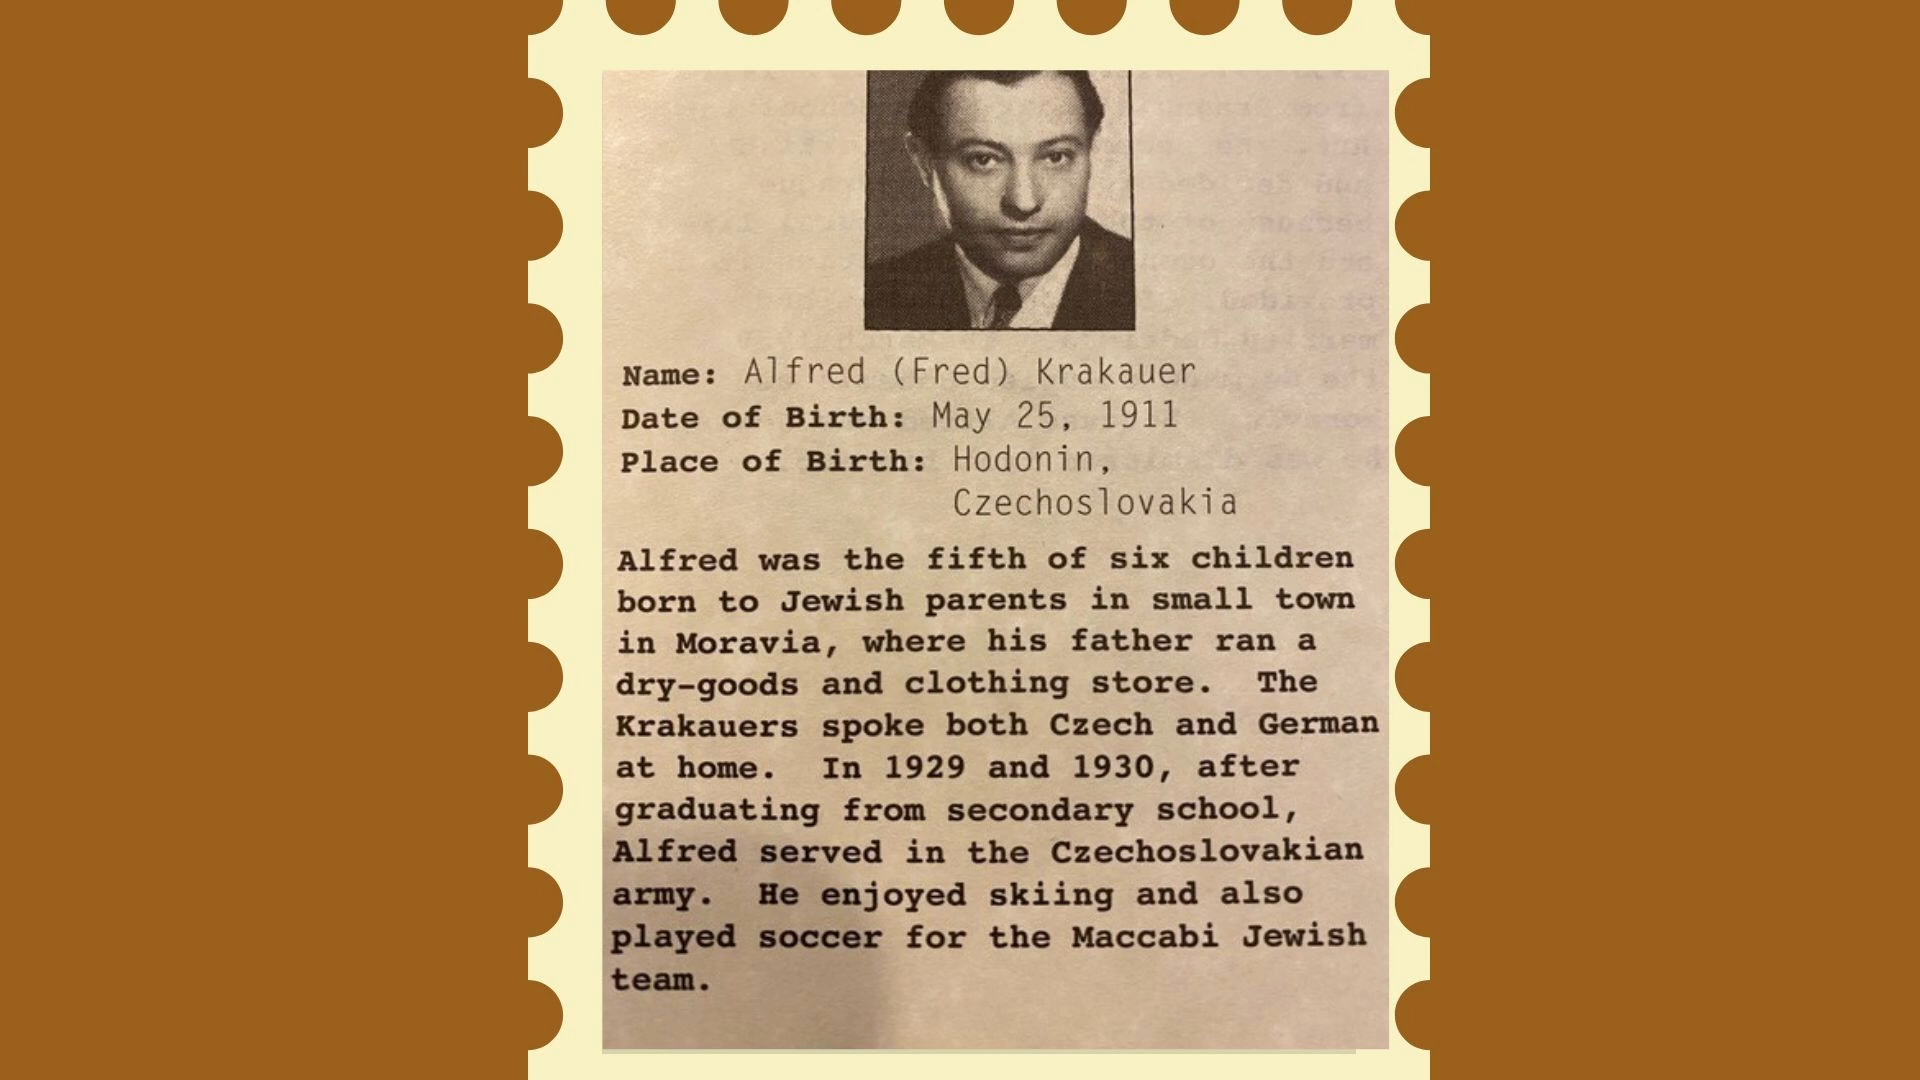 Name: Alfred (Fred) Krakauer
Date of Birth: May 25, 1911
Place of Birth: Hodonin,
Czechoslovakia
Alfred was the fifth of six children
born to Jewish parents in small town
in Moravia, where his father ran a
dry-goods and clothing store. The
Krakauers spoke both Czech and German
at home. In 1929 and 1930, after
graduating from secondary school,
Alfred served in the Czechoslovakian
army. He enjoyed skiing and also
played soccer for the Maccabi Jewish
team.